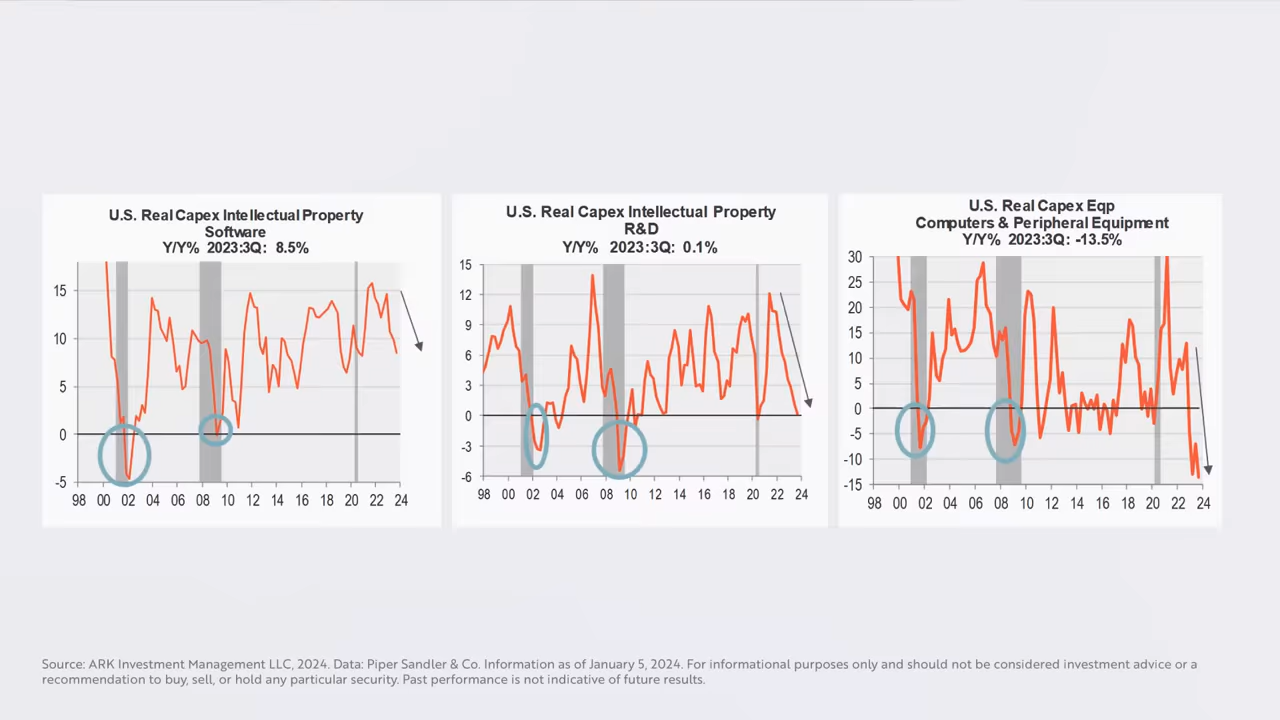 U.S. Real Capex Intellectual Property
Software
Y/Y% 2023:3Q: 8.5%
15
10
5
0
-5
98 00 02 04 06 08 10 12 14 16 18 20 22 24
U.S. Real Capex Intellectual Property
R&D
Y/Y% 2023:3Q: 0.1%
15
12
9
6
3
0
-3
-6
98 00 02 04 06 08 10 12 14 16 18 20 22 24
U.S. Real Capex Eqp
Computers & Peripheral Equipment
Y/Y% 2023:3Q: -13.5%
30
25
20
15
10
5
0
-5
-10
-15
98 00 02 04 06 08 10 12 14 16 18 20 22 24
Source: ARK Investment Management LLC, 2024. Data: Piper Sandler & Co. Information as of January 5, 2024. For informational purposes only and should not be considered investment advice or a
recommendation to buy, sell, or hold any particular security. Past performance is not indicative of future results.